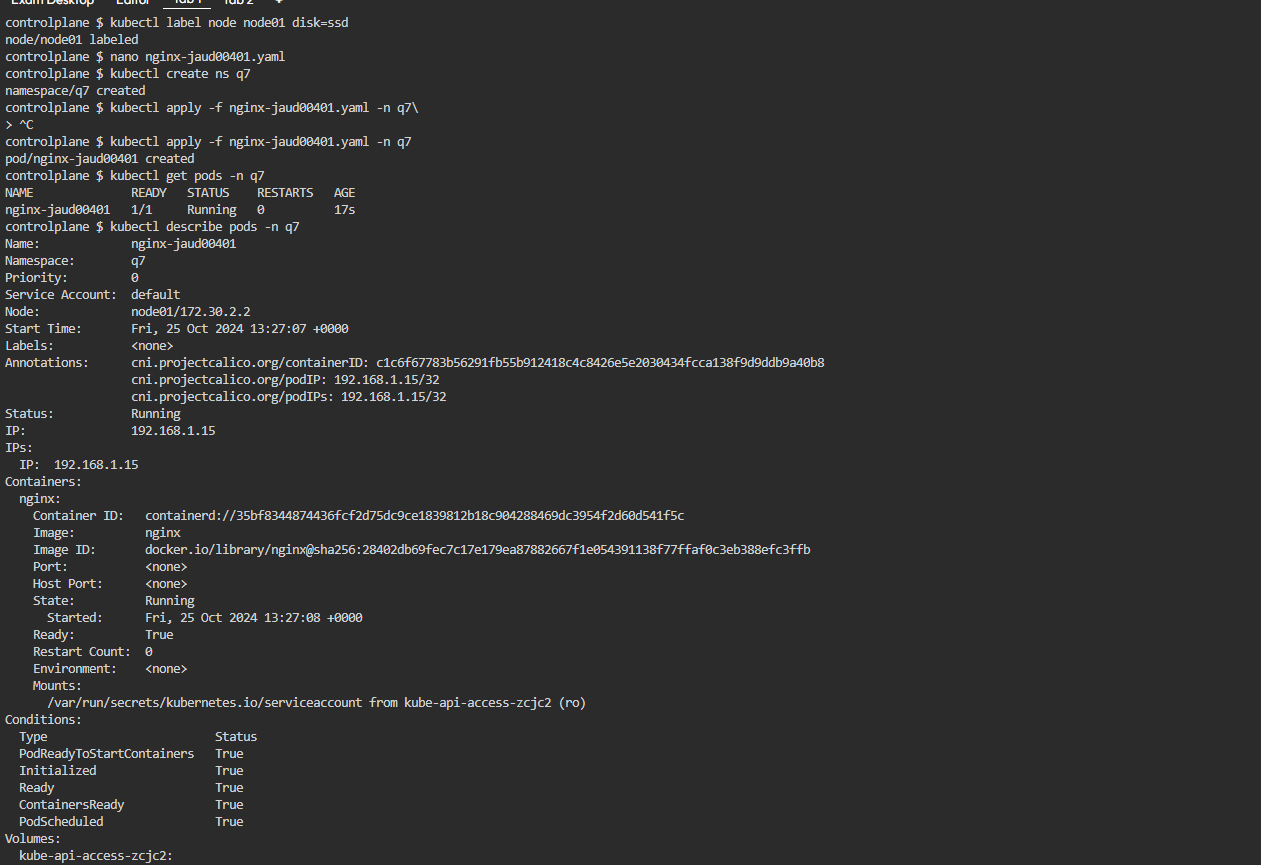 Exam Desktop Editor Tab 1 Tab 2 +
controlplane $ kubectl label node node01 disk=ssd
node/node01 labeled
controlplane $ nano nginx-jaud00401.yaml
controlplane $ kubectl create ns q7
namespace/q7 created
controlplane $ kubectl apply -f nginx-jaud00401.yaml -n q7\
> ^C
controlplane $ kubectl apply -f nginx-jaud00401.yaml -n q7
pod/nginx-jaud00401 created
controlplane $ kubectl get pods -n q7
NAME              READY   STATUS    RESTARTS   AGE
nginx-jaud00401   1/1     Running   0          17s
controlplane $ kubectl describe pods -n q7
Name:             nginx-jaud00401
Namespace:        q7
Priority:         0
Service Account:  default
Node:             node01/172.30.2.2
Start Time:       Fri, 25 Oct 2024 13:27:07 +0000
Labels:           <none>
Annotations:      cni.projectcalico.org/containerID: c1c6f67783b56291fb55b912418c4c8426e5e2030434fcca138f9d9ddb9a40b8
                  cni.projectcalico.org/podIP: 192.168.1.15/32
                  cni.projectcalico.org/podIPs: 192.168.1.15/32
Status:           Running
IP:               192.168.1.15
IPs:
  IP:  192.168.1.15
Containers:
  nginx:
    Container ID:   containerd://35bf8344874436fcf2d75dc9ce1839812b18c904288469dc3954f2d60d541f5c
    Image:          nginx
    Image ID:       docker.io/library/nginx@sha256:28402db69fec7c17e179ea87882667f1e054391138f77ffaf0c3eb388efc3ffb
    Port:           <none>
    Host Port:      <none>
    State:          Running
      Started:      Fri, 25 Oct 2024 13:27:08 +0000
    Ready:          True
    Restart Count:  0
    Environment:    <none>
    Mounts:
      /var/run/secrets/kubernetes.io/serviceaccount from kube-api-access-zcjc2 (ro)
Conditions:
  Type                        Status
  PodReadyToStartContainers   True
  Initialized                 True
  Ready                       True
  ContainersReady             True
  PodScheduled                True
Volumes:
  kube-api-access-zcjc2: